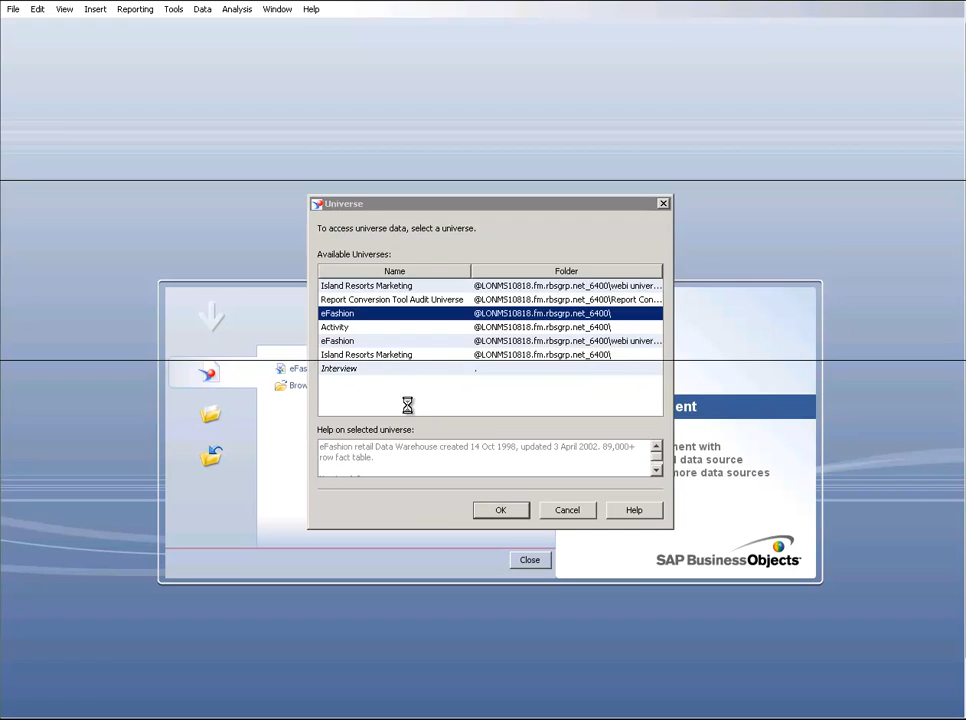 File Edit View Insert Reporting Tools Data Analysis Window Help
Universe
To access universe data, select a universe.
Available Universes:
Name Folder
Island Resorts Marketing @LONMS10818.fm.rbsgrp.net_6400\webi univer...
Report Conversion Tool Audit Universe @LONMS10818.fm.rbsgrp.net_6400\Report Con...
eFashion @LONMS10818.fm.rbsgrp.net_6400\
Activity @LONMS10818.fm.rbsgrp.net_6400\
eFashion @LONMS10818.fm.rbsgrp.net_6400\webi univer...
Island Resorts Marketing @LONMS10818.fm.rbsgrp.net_6400\
Interview .
eFas
Brow
ent
Help on selected universe:
eFashion retail Data Warehouse created 14 Oct 1998, updated 3 April 2002. 89,000+
row fact table.
ment with
d data source
more data sources
OK Cancel Help
Close
SAP BusinessObjects